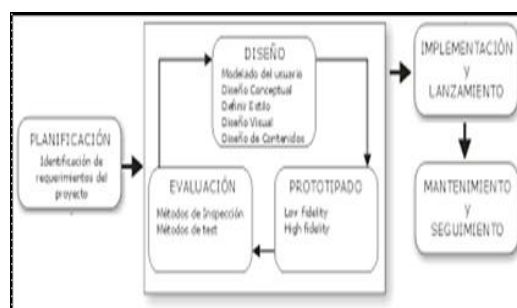 PLANIFICACIÓN
Identificación de
requerimientos del
proyecto
DISEÑO
Modelado del usuario
Diseño Conceptual
Definir Estilo
Diseño Visual
Diseño de Contenidos
EVALUACIÓN
Métodos de Inspección
Métodos de test
PROTOTIPADO
Low fidelity
High fidelity
IMPLEMENTACIÓN
y
LANZAMIENTO
MANTENIMIENTO
y
SEGUIMIENTO